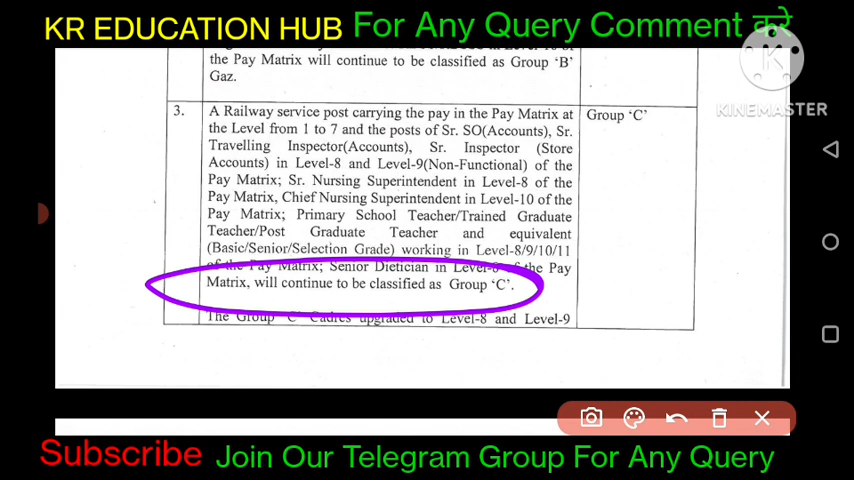 KR EDUCATION HUB For Any Query Comment करे
KINEMASTER
the Pay Matrix will continue to be classified as Group ‘B’
Gaz.
3. A Railway service post carrying the pay in the Pay Matrix at Group ‘C’
the Level from 1 to 7 and the posts of Sr. SO(Accounts), Sr.
Travelling Inspector(Accounts), Sr. Inspector (Store
Accounts) in Level-8 and Level-9(Non-Functional) of the
Pay Matrix; Sr. Nursing Superintendent in Level-8 of the
Pay Matrix, Chief Nursing Superintendent in Level-10 of the
Pay Matrix; Primary School Teacher/Trained Graduate
Teacher/Post Graduate Teacher and equivalent
(Basic/Senior/Selection Grade) working in Level-8/9/10/11
of the Pay Matrix; Senior Dietician in the Pay
Matrix, will continue to be classified as Group ‘C’.
The Group ‘C’ Cadres upgraded to Level-8 and Level-9
Subscribe Join Our Telegram Group For Any Query